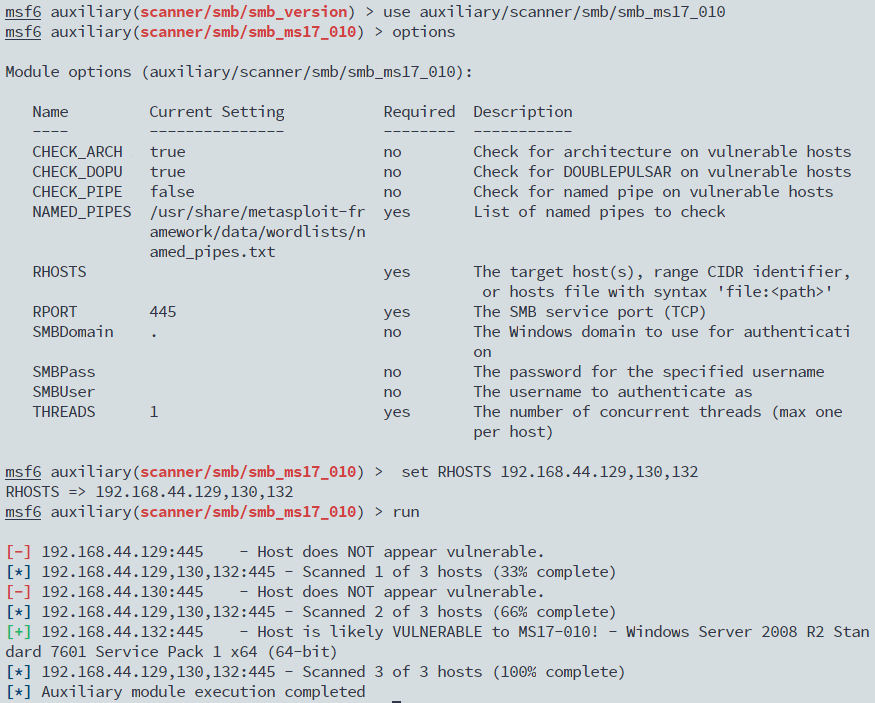 msf6 auxiliary(scanner/smb/smb_version) > use auxiliary/scanner/smb/smb_ms17_010
msf6 auxiliary(scanner/smb/smb_ms17_010) > options
Module options (auxiliary/scanner/smb/smb_ms17_010):
Name Current Setting Required Description
---- --------------- -------- -----------
CHECK_ARCH true no Check for architecture on vulnerable hosts
CHECK_DOPU true no Check for DOUBLEPULSAR on vulnerable hosts
CHECK_PIPE false no Check for named pipe on vulnerable hosts
NAMED_PIPES /usr/share/metasploit-fr yes List of named pipes to check
amework/data/wordlists/n
amed_pipes.txt
RHOSTS yes The target host(s), range CIDR identifier,
or hosts file with syntax 'file:<path>'
RPORT 445 yes The SMB service port (TCP)
SMBDomain . no The Windows domain to use for authenticati
on
SMBPass no The password for the specified username
SMBUser no The username to authenticate as
THREADS 1 yes The number of concurrent threads (max one
per host)
msf6 auxiliary(scanner/smb/smb_ms17_010) > set RHOSTS 192.168.44.129,130,132
RHOSTS => 192.168.44.129,130,132
msf6 auxiliary(scanner/smb/smb_ms17_010) > run
[-] 192.168.44.129:445 - Host does NOT appear vulnerable.
[*] 192.168.44.129,130,132:445 - Scanned 1 of 3 hosts (33% complete)
[-] 192.168.44.130:445 - Host does NOT appear vulnerable.
[*] 192.168.44.129,130,132:445 - Scanned 2 of 3 hosts (66% complete)
[+] 192.168.44.132:445 - Host is likely VULNERABLE to MS17-010! - Windows Server 2008 R2 Stan
dard 7601 Service Pack 1 x64 (64-bit)
[*] 192.168.44.129,130,132:445 - Scanned 3 of 3 hosts (100% complete)
[*] Auxiliary module execution completed